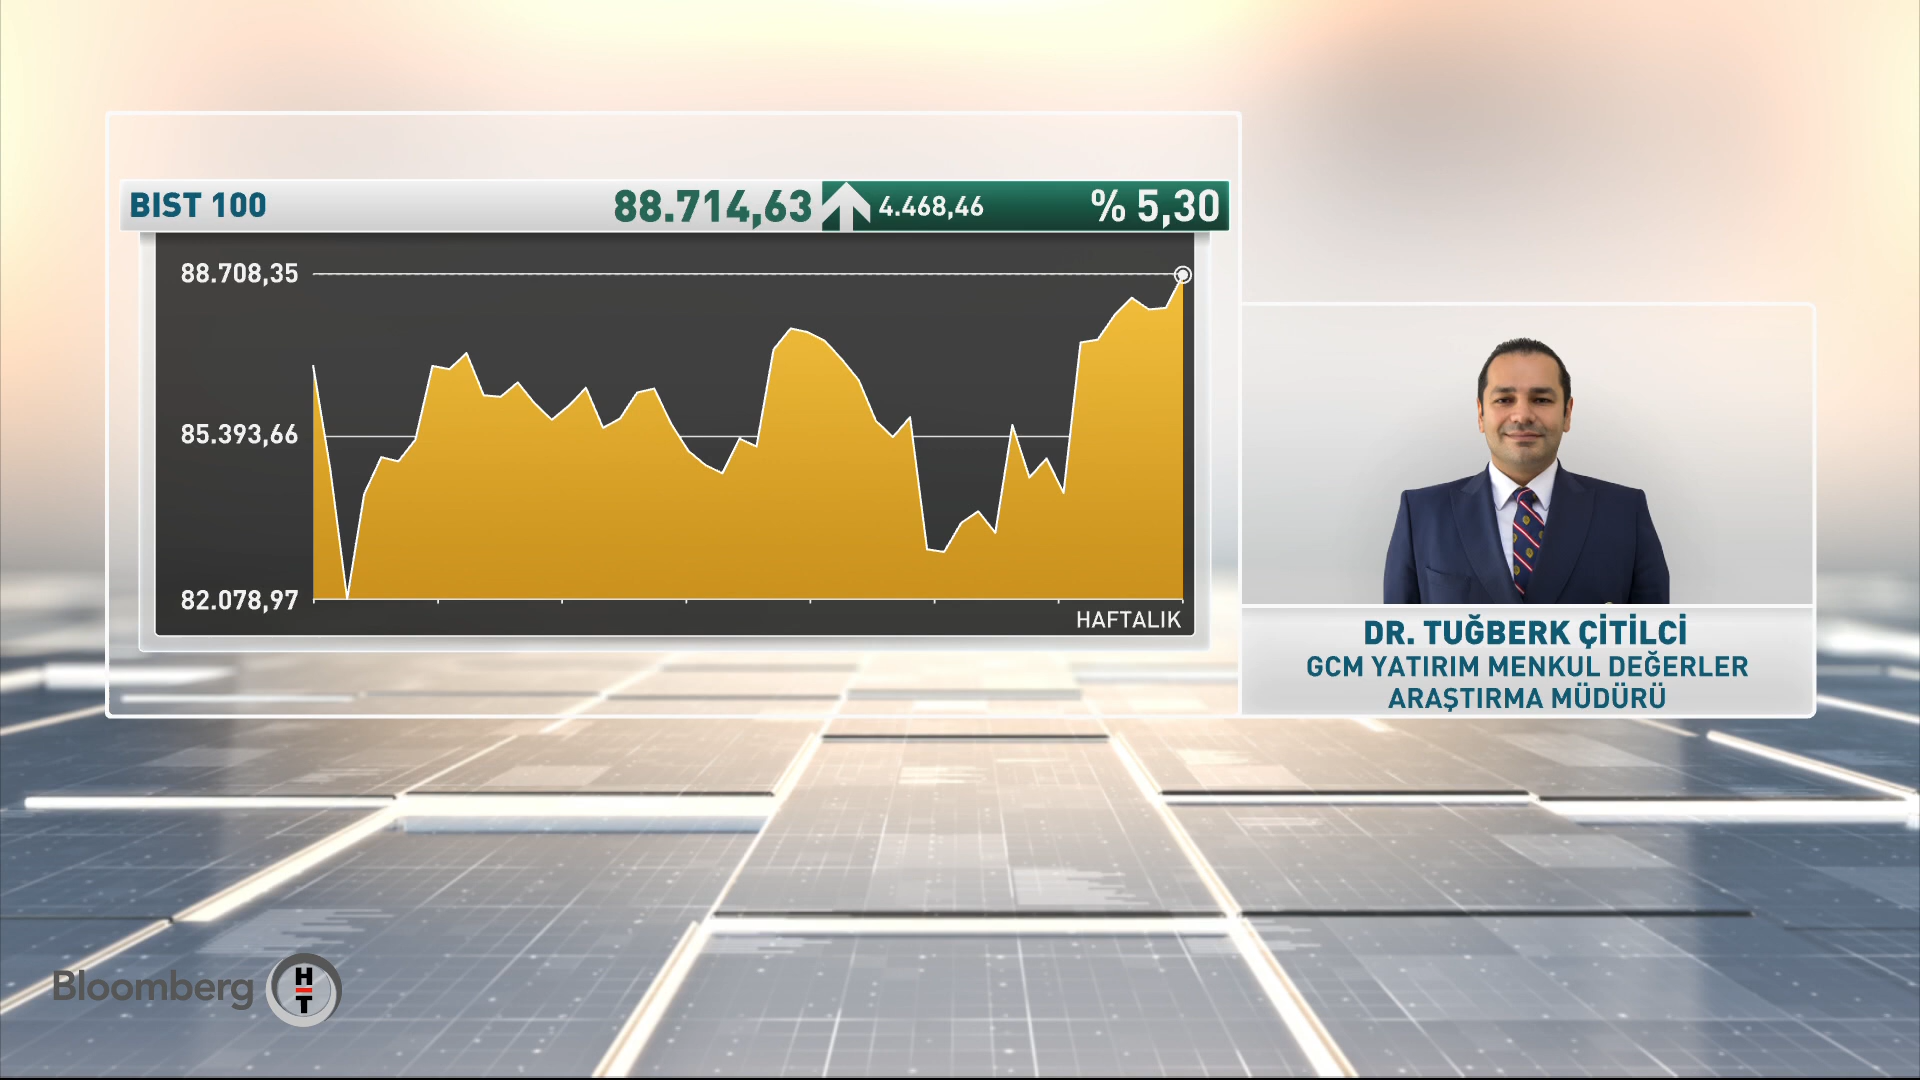 BIST 100 88.714,63 4.468,46 % 5,30
88.708,35
85.393,66
82.078,97
HAFTALIK
DR. TUĞBERK ÇİTİLCİ
GCM YATIRIM MENKUL DEĞERLER
ARAŞTIRMA MÜDÜRÜ
Bloomberg HT